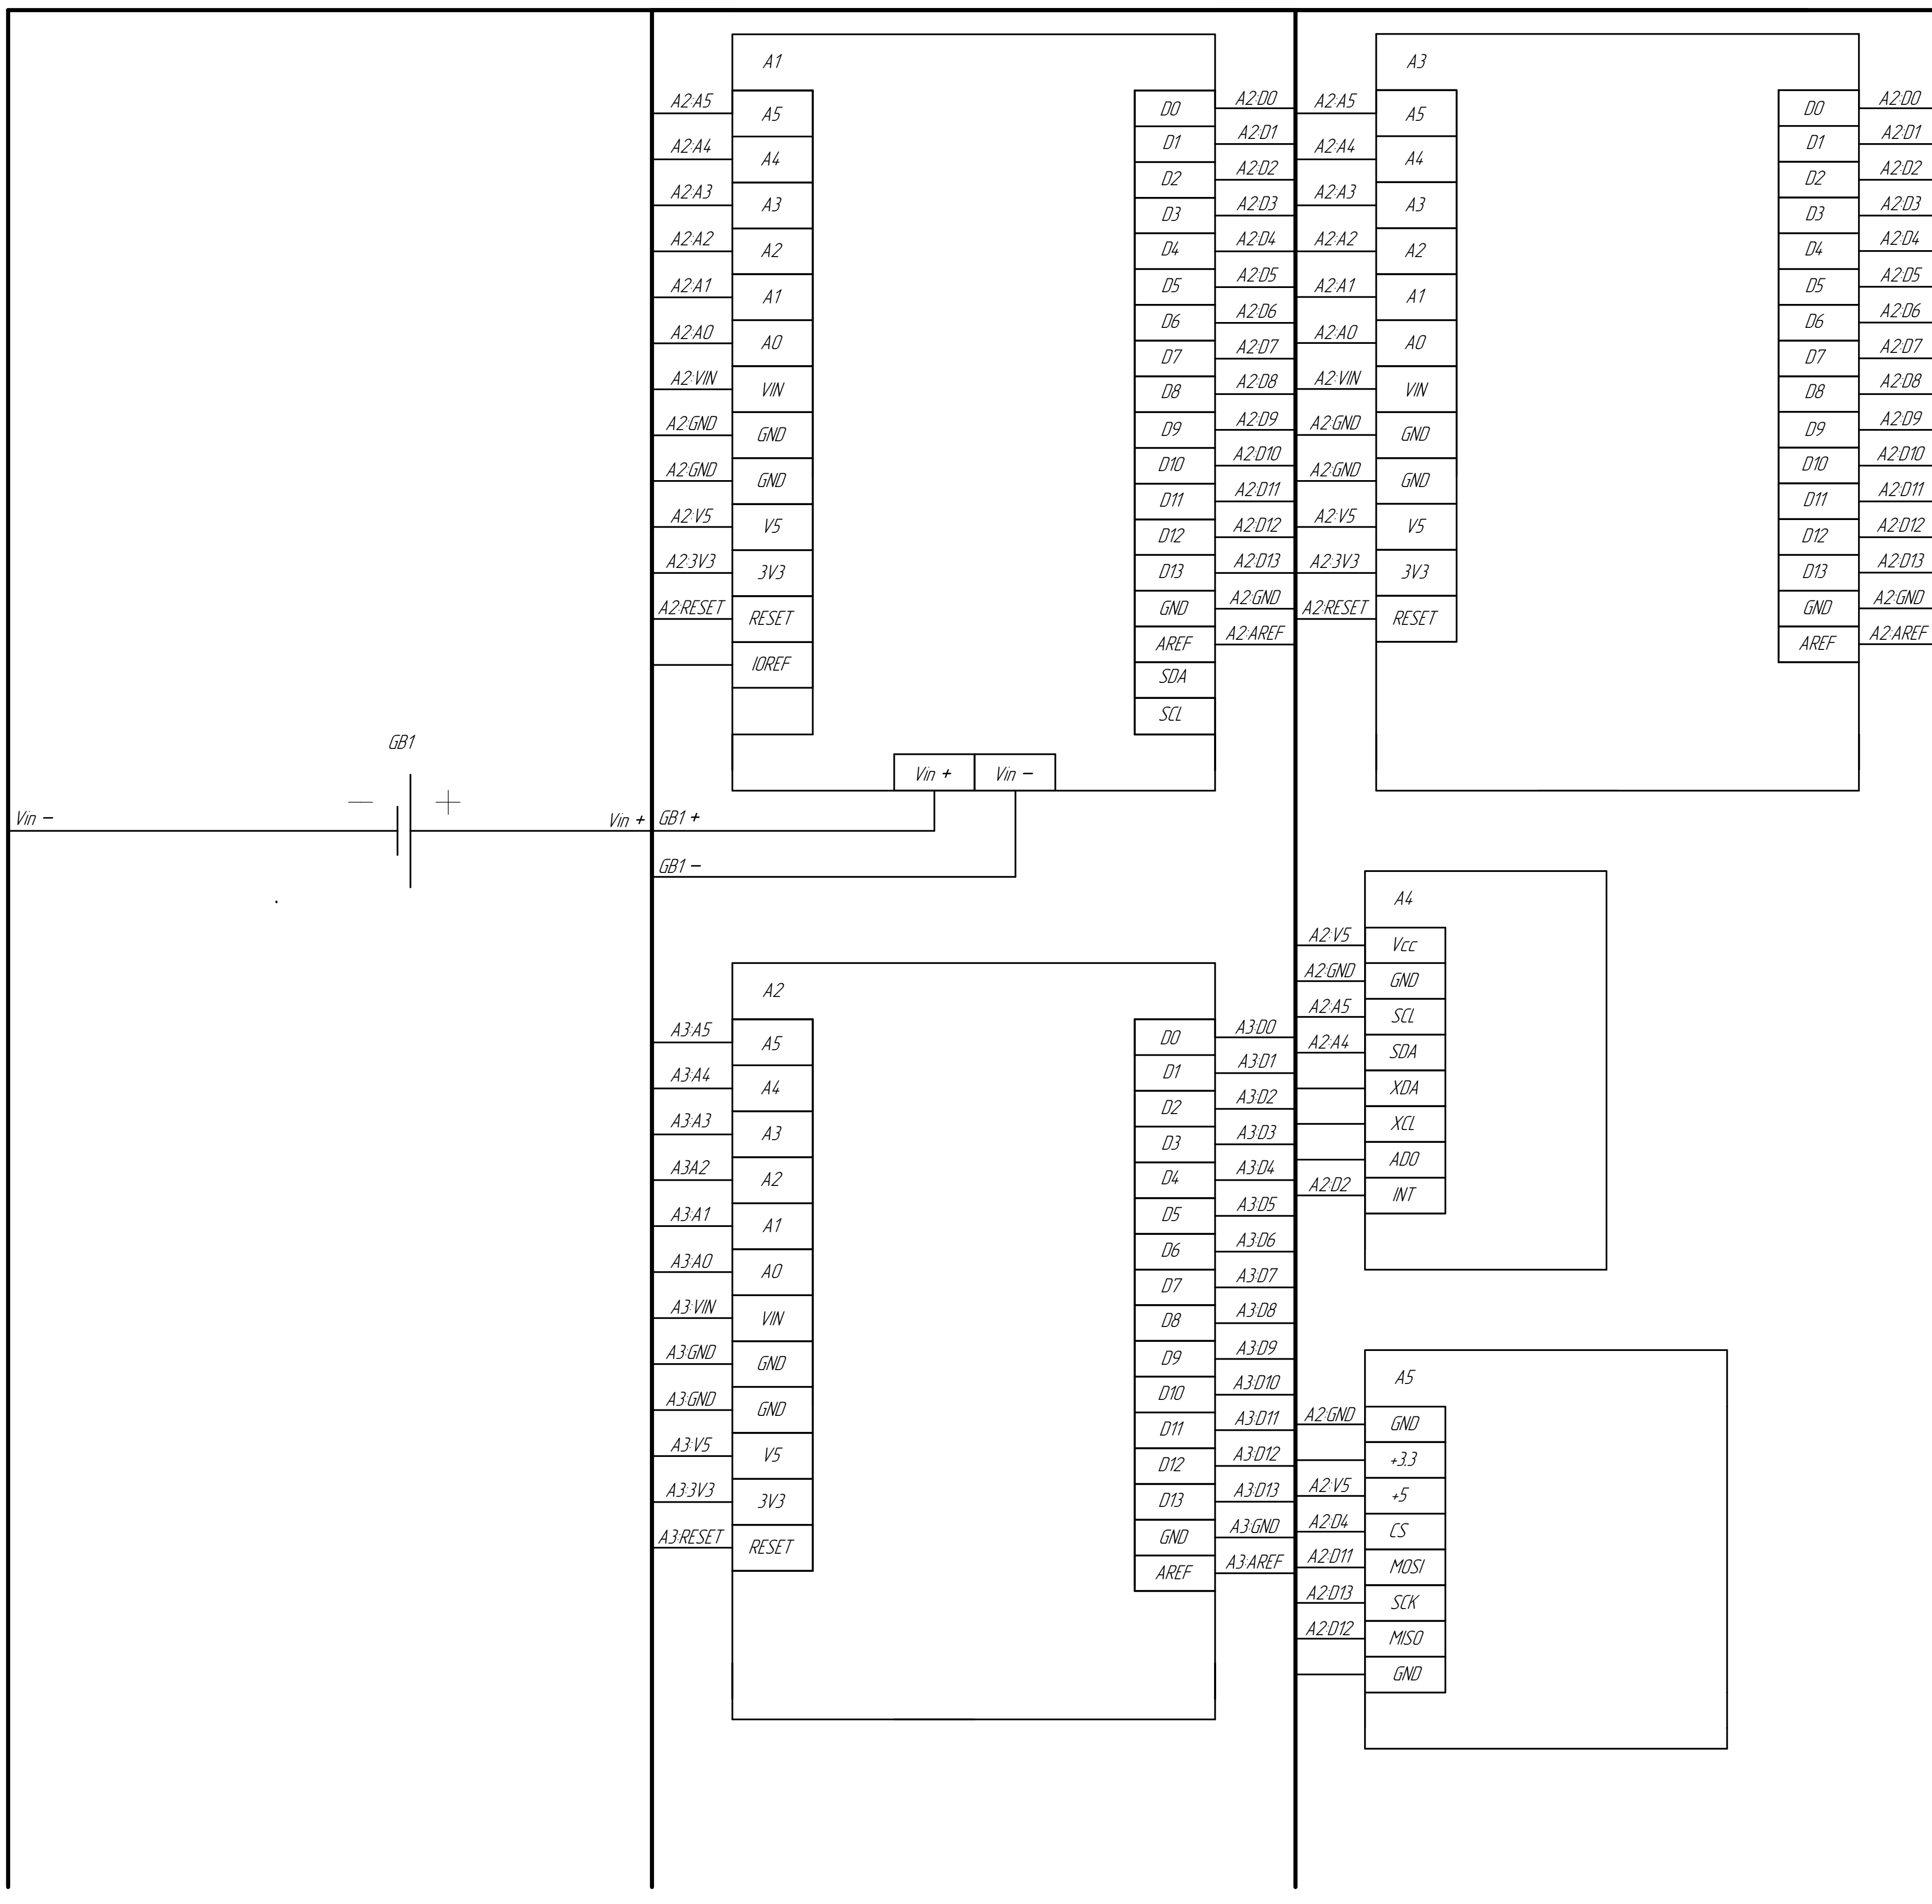 GB1
Vin − − + Vin +
A1
A2:A5 A5
A2:A4 A4
A2:A3 A3
A2:A2 A2
A2:A1 A1
A2:A0 A0
A2:VIN VIN
A2:GND GND
A2:GND GND
A2:V5 V5
A2:3V3 3V3
A2:RESET RESET
IOREF
D0 A2:D0
D1 A2:D1
D2 A2:D2
D3 A2:D3
D4 A2:D4
D5 A2:D5
D6 A2:D6
D7 A2:D7
D8 A2:D8
D9 A2:D9
D10 A2:D10
D11 A2:D11
D12 A2:D12
D13 A2:D13
GND A2:GND
AREF A2:AREF
SDA
SCL
Vin + Vin −
GB1 +
GB1 −
A2
A3:A5 A5
A3:A4 A4
A3:A3 A3
A3A2 A2
A3:A1 A1
A3:A0 A0
A3:VIN VIN
A3:GND GND
A3:GND GND
A3:V5 V5
A3:3V3 3V3
A3:RESET RESET
D0 A3:D0
D1 A3:D1
D2 A3:D2
D3 A3:D3
D4 A3:D4
D5 A3:D5
D6 A3:D6
D7 A3:D7
D8 A3:D8
D9 A3:D9
D10 A3:D10
D11 A3:D11
D12 A3:D12
D13 A3:D13
GND A3:GND
AREF A3:AREF
A3
A2:A5 A5
A2:A4 A4
A2:A3 A3
A2:A2 A2
A2:A1 A1
A2:A0 A0
A2:VIN VIN
A2:GND GND
A2:GND GND
A2:V5 V5
A2:3V3 3V3
A2:RESET RESET
D0 A2:D0
D1 A2:D1
D2 A2:D2
D3 A2:D3
D4 A2:D4
D5 A2:D5
D6 A2:D6
D7 A2:D7
D8 A2:D8
D9 A2:D9
D10 A2:D10
D11 A2:D11
D12 A2:D12
D13 A2:D13
GND A2:GND
AREF A2:AREF
A4
A2:V5 Vcc
A2:GND GND
A2:A5 SCL
A2:A4 SDA
XDA
XCL
AD0
A2:D2 INT
A5
A2:GND GND
+3.3
A2:V5 +5
A2:D4 CS
A2:D11 MOSI
A2:D13 SCK
A2:D12 MISO
GND